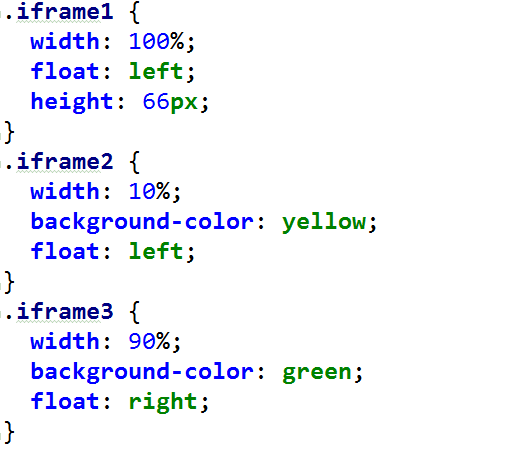 .iframe1 {
width: 100%;
float: left;
height: 66px;
}
.iframe2 {
width: 10%;
background-color: yellow;
float: left;
}
.iframe3 {
width: 90%;
background-color: green;
float: right;
}